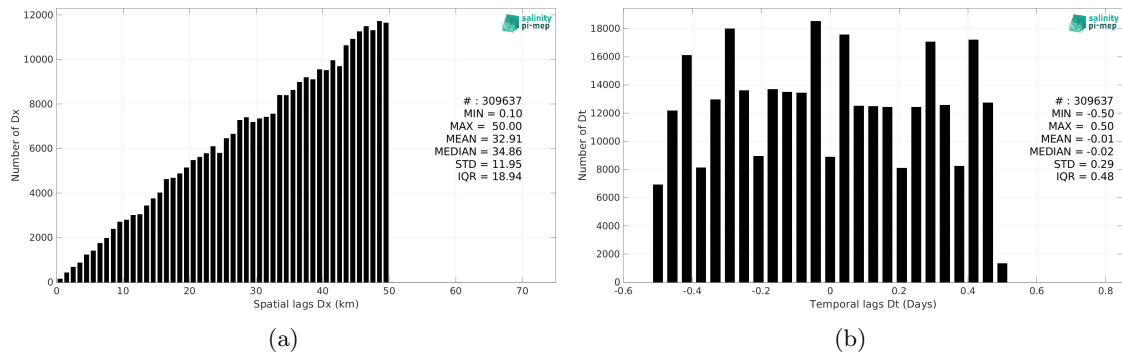 12000
10000
8000
6000
4000
2000
0
Number of Dx
0 10 20 30 40 50 60 70
Spatial lags Dx (km)
salinity
pi-mep
# : 309637
MIN = 0.10
MAX = 50.00
MEAN = 32.91
MEDIAN = 34.86
STD = 11.95
IQR = 18.94
(a)
18000
16000
14000
12000
10000
8000
6000
4000
2000
0
Number of Dt
-0.6 -0.4 -0.2 0 0.2 0.4 0.6 0.8
Temporal lags Dt (Days)
salinity
pi-mep
# : 309637
MIN = -0.50
MAX = 0.50
MEAN = -0.01
MEDIAN = -0.02
STD = 0.29
IQR = 0.48
(b)